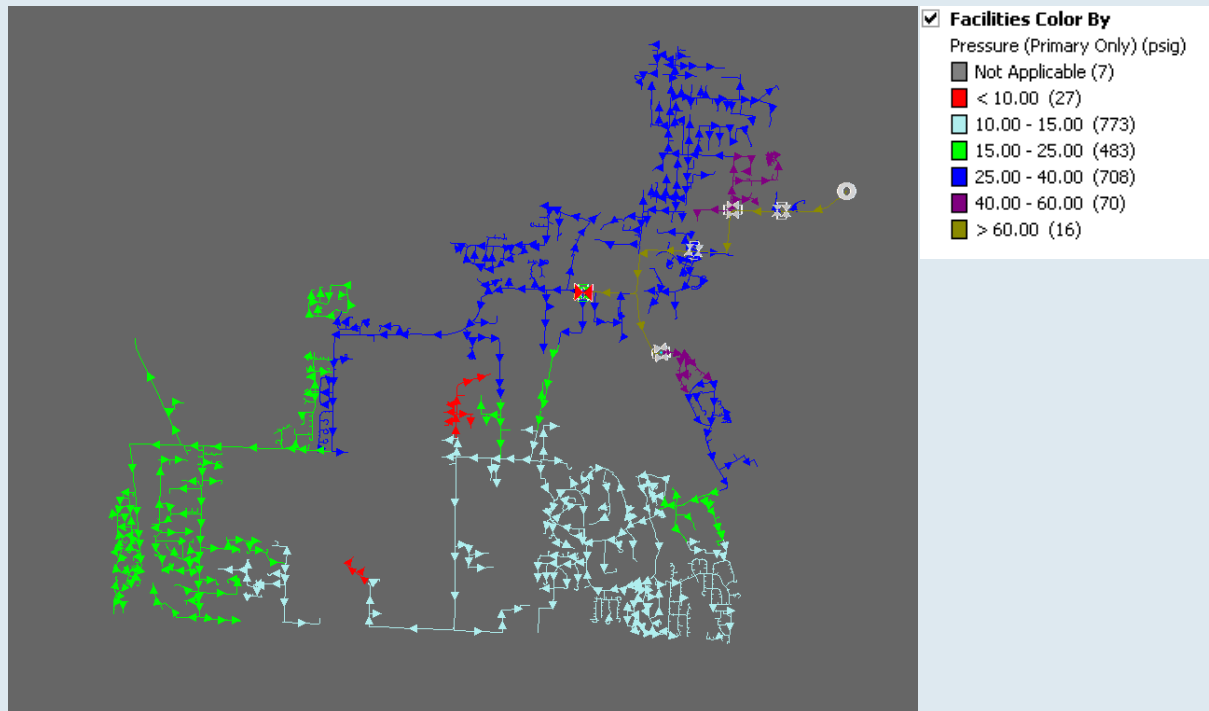 Facilities Color By
Pressure (Primary Only) (psig)
Not Applicable (7)
< 10.00 (27)
10.00 - 15.00 (773)
15.00 - 25.00 (483)
25.00 - 40.00 (708)
40.00 - 60.00 (70)
> 60.00 (16)